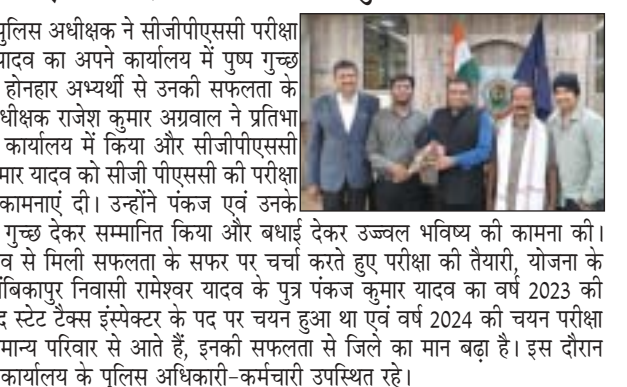 पुलिस अधीक्षक ने सीजीपीएससी परीक्षा
यादव का अपने कार्यालय में पुष्प गुच्छ
होनहार अभ्यर्थी से उनकी सफलता के
धीक्षक राजेश कुमार अग्रवाल ने प्रतिभा
कार्यालय में किया और सीजीपीएससी
मार यादव को सीजी पीएससी की परीक्षा
कामनाएं दी। उन्होंने पंकज एवं उनके
गुच्छ देकर सम्मानित किया और बधाई देकर उज्ज्वल भविष्य की कामना की।
व से मिली सफलता के सफर पर चर्चा करते हुए परीक्षा की तैयारी, योजना के
अंबिकापुर निवासी रामेश्वर यादव के पुत्र पंकज कुमार यादव का वर्ष 2023 की
द स्टेट टैक्स इंस्पेक्टर के पद पर चयन हुआ था एवं वर्ष 2024 की चयन परीक्षा
मान्य परिवार से आते हैं, इनकी सफलता से जिले का मान बढ़ा है। इस दौरान
कार्यालय के पुलिस अधिकारी-कर्मचारी उपस्थित रहे।